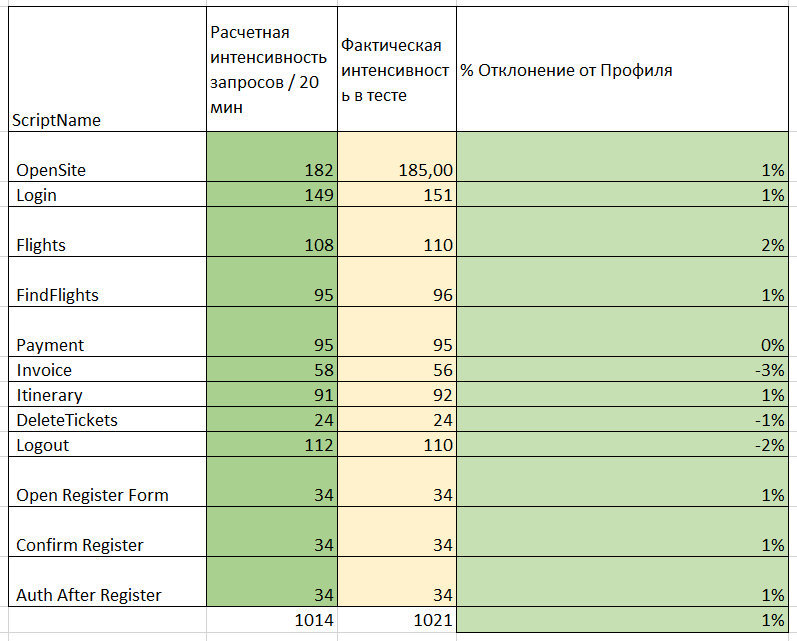 ScriptName Расчетная интенсивность запросов / 20 мин Фактическая интенсивность в тесте % Отклонение от Профиля
OpenSite 182 185,00 1%
Login 149 151 1%
Flights 108 110 2%
FindFlights 95 96 1%
Payment 95 95 0%
Invoice 58 56 -3%
Itinerary 91 92 1%
DeleteTickets 24 24 -1%
Logout 112 110 -2%
Open Register Form 34 34 1%
Confirm Register 34 34 1%
Auth After Register 34 34 1%
1014 1021 1%